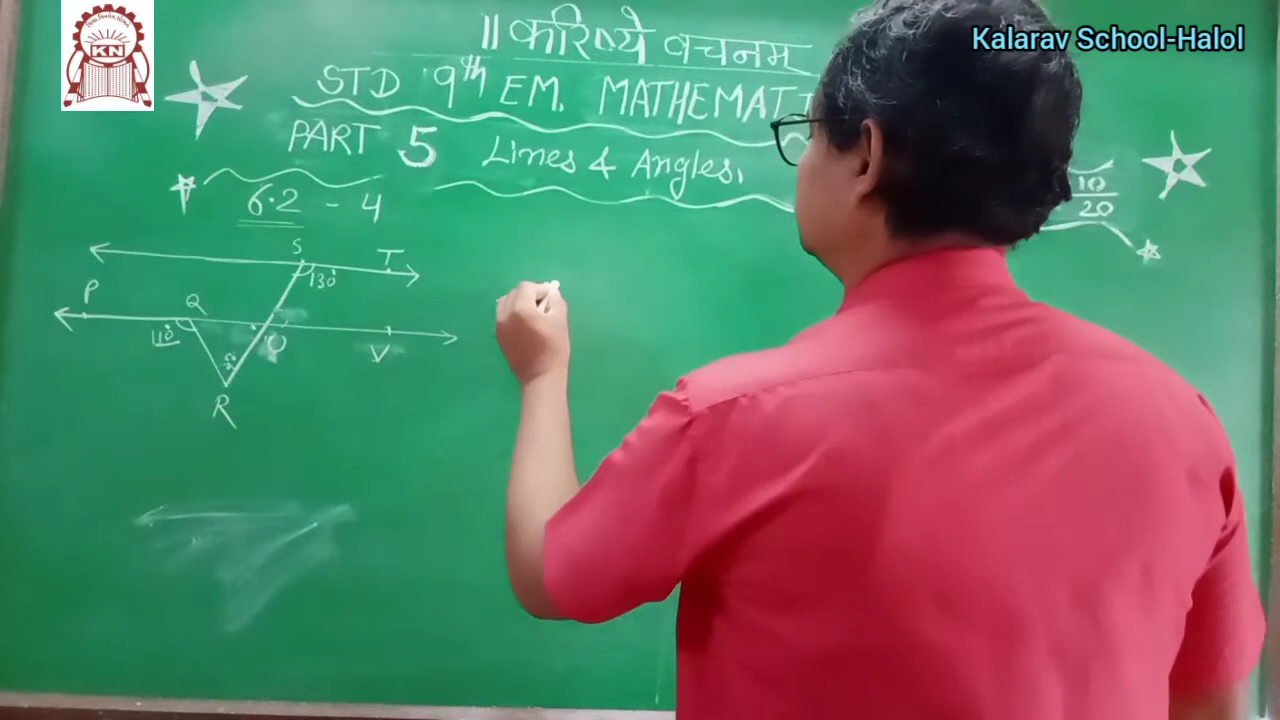 Kalarav School-Halol
KN
॥ करिष्ये वचनम
STD 9th EM. MATHEMATI
PART 5 Lines & Angles.
10
20
6.2 - 4
S
T
130°
P
Q
110°
U
V
R